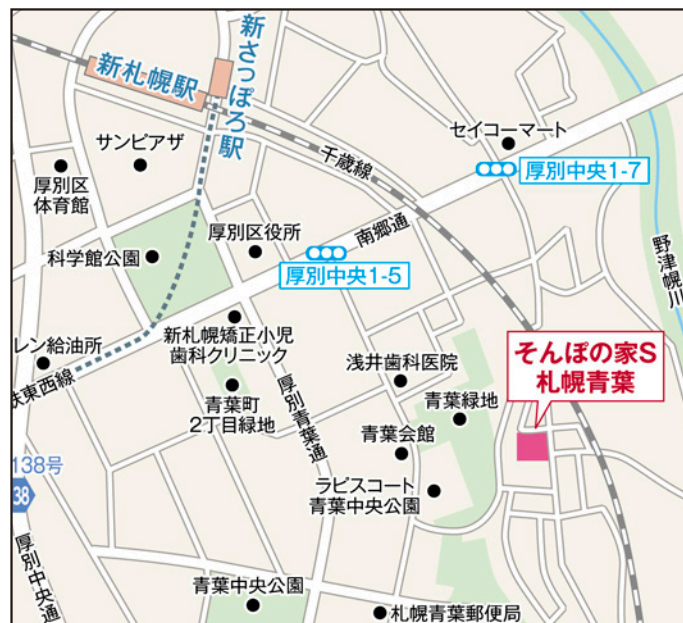 新札幌駅
新さっぽろ駅
サンピアザ
セイコーマート
千歳線
厚別中央1-7
厚別区
体育館
南郷通
厚別区役所
科学館公園
厚別中央1-5
野津幌川
新札幌矯正小児
歯科クリニック
レン給油所
浅井歯科医院
そんぽの家S
札幌青葉
鉄東西線
青葉町
2丁目緑地
厚別青葉通
青葉緑地
青葉会館
138号
38
ラビスコート
青葉中央公園
厚別中央通
青葉中央公園
札幌青葉郵便局